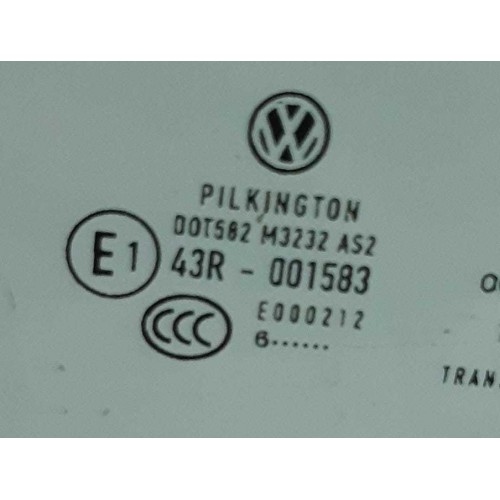 PILKINGTON
DOT582 M3232 AS2
E1 43R - 001583
CCC E000212
6......
TRAN